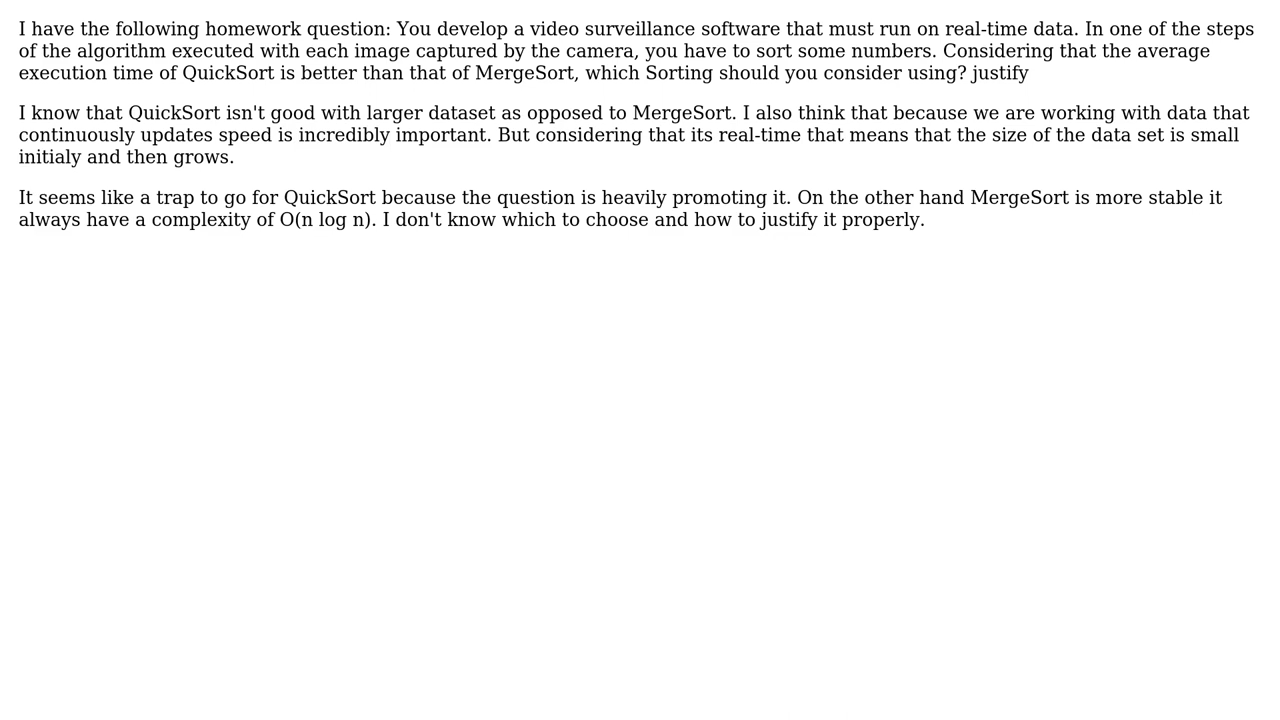 I have the following homework question: You develop a video surveillance software that must run on real-time data. In one of the steps
of the algorithm executed with each image captured by the camera, you have to sort some numbers. Considering that the average
execution time of QuickSort is better than that of MergeSort, which Sorting should you consider using? justify
I know that QuickSort isn't good with larger dataset as opposed to MergeSort. I also think that because we are working with data that
continuously updates speed is incredibly important. But considering that its real-time that means that the size of the data set is small
initialy and then grows.
It seems like a trap to go for QuickSort because the question is heavily promoting it. On the other hand MergeSort is more stable it
always have a complexity of O(n log n). I don't know which to choose and how to justify it properly.